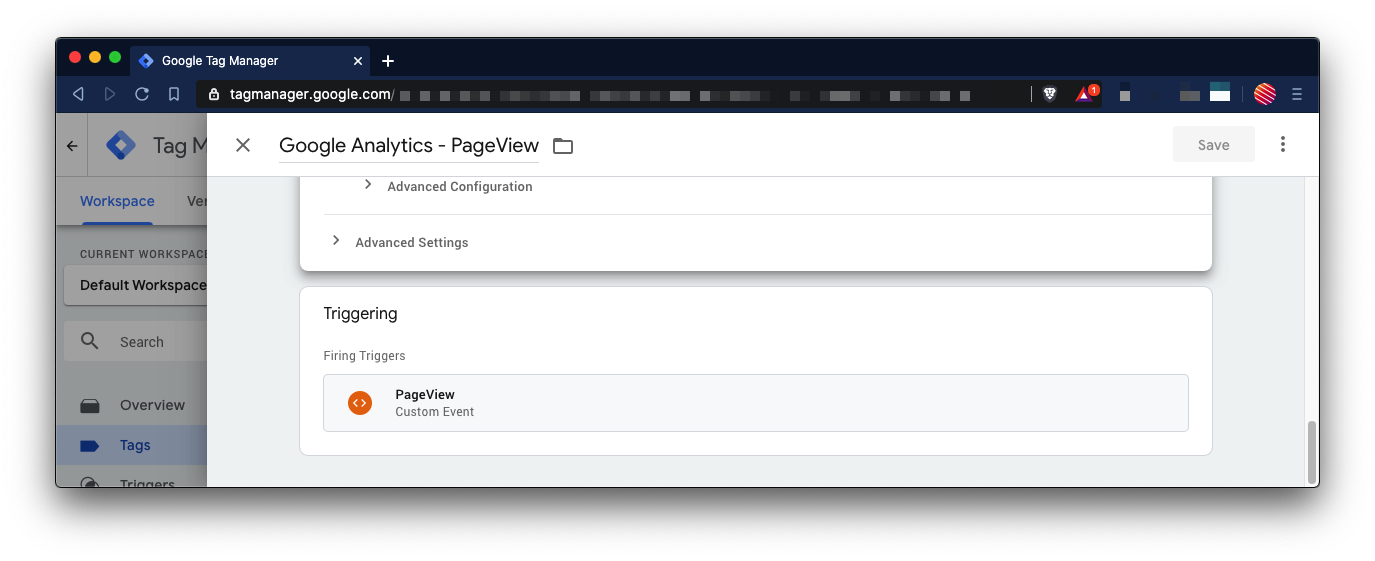 Google Tag Manager
tagmanager.google.com/
1
Tag M
Google Analytics - PageView
Save
Workspace
Ver
Advanced Configuration
CURRENT WORKSPACE
Advanced Settings
Default Workspace
Triggering
Search
Firing Triggers
PageView
Custom Event
Overview
Tags
Triggers